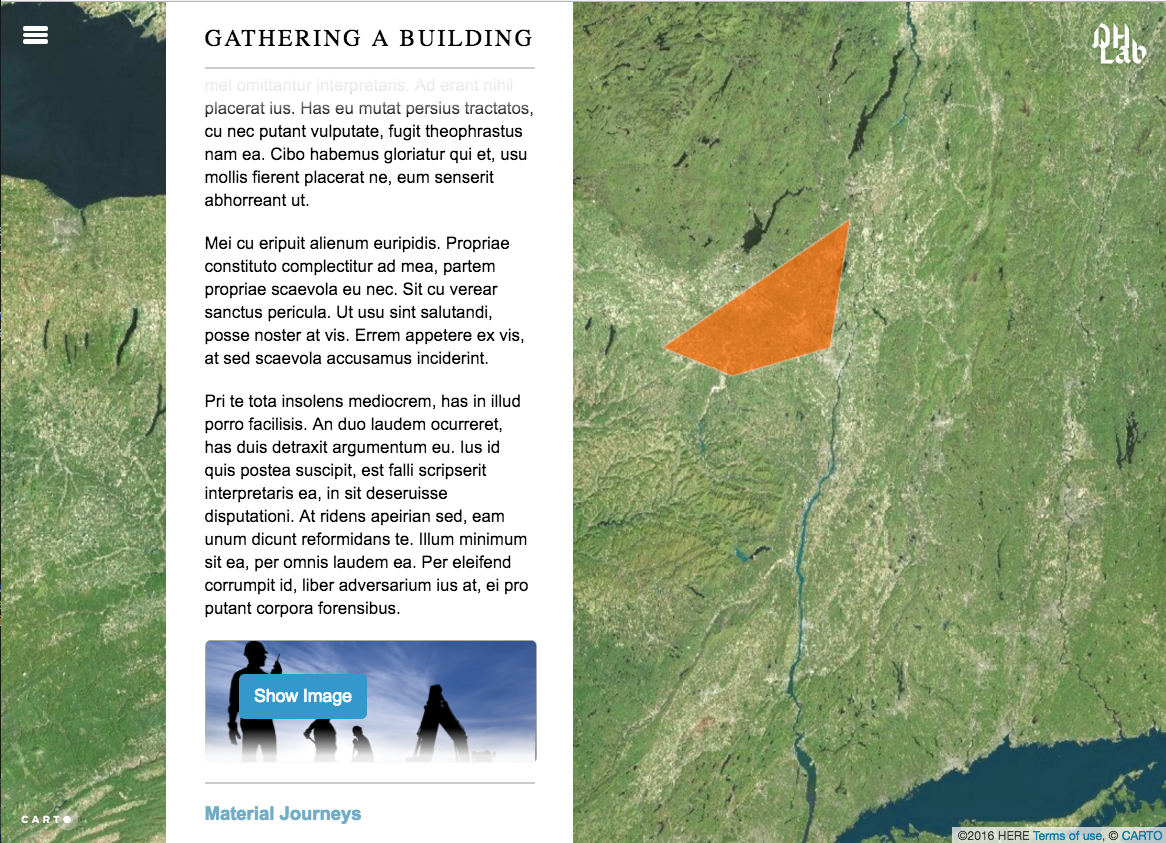 GATHERING A BUILDING
DH
Lab
mel omittantur interpretaris. Ad erant nihil
placerat ius. Has eu mutat persius tractatos,
cu nec putant vulputate, fugit theophrastus
nam ea. Cibo habemus gloriatur qui et, usu
mollis fierent placerat ne, eum senserit
abhorreant ut.
Mei cu eripuit alienum euripidis. Propriae
constituto complectitur ad mea, partem
propriae scaevola eu nec. Sit cu verear
sanctus pericula. Ut usu sint salutandi,
posse noster at vis. Errem appetere ex vis,
at sed scaevola accusamus inciderint.
Pri te tota insolens mediocrem, has in illud
porro facilisis. An duo laudem ocurreret,
has duis detraxit argumentum eu. Ius id
quis postea suscipit, est falli scripserit
interpretaris ea, in sit deseruisse
disputationi. At ridens apeirian sed, eam
unum dicunt reformidans te. Illum minimum
sit ea, per omnis laudem ea. Per eleifend
corrumpit id, liber adversarium ius at, ei pro
putant corpora forensibus.
Show Image
Material Journeys
CARTO
©2016 HERE Terms of use, © CARTO